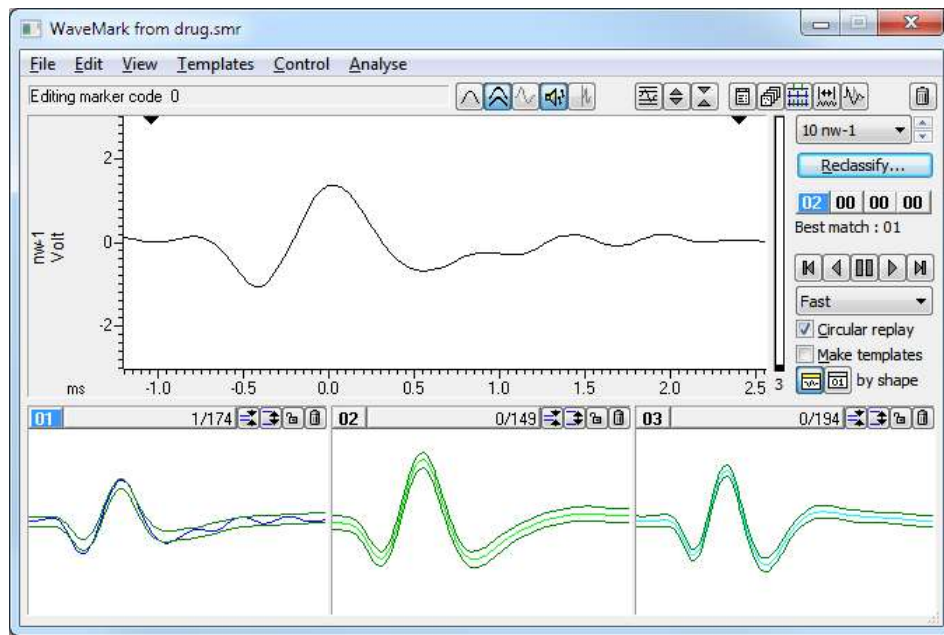 WaveMark from drug.smr
File Edit View Templates Control Analyse
Editing marker code 0
10 nw-1
Reclassify...
02 00 00 00
Best match : 01
Fast
Circular replay
Make templates
01 by shape
2
0
-2
nw-1
Volt
ms -1.0 -0.5 0.0 0.5 1.0 1.5 2.0 2.5 3
01 1/174
02 0/149
03 0/194